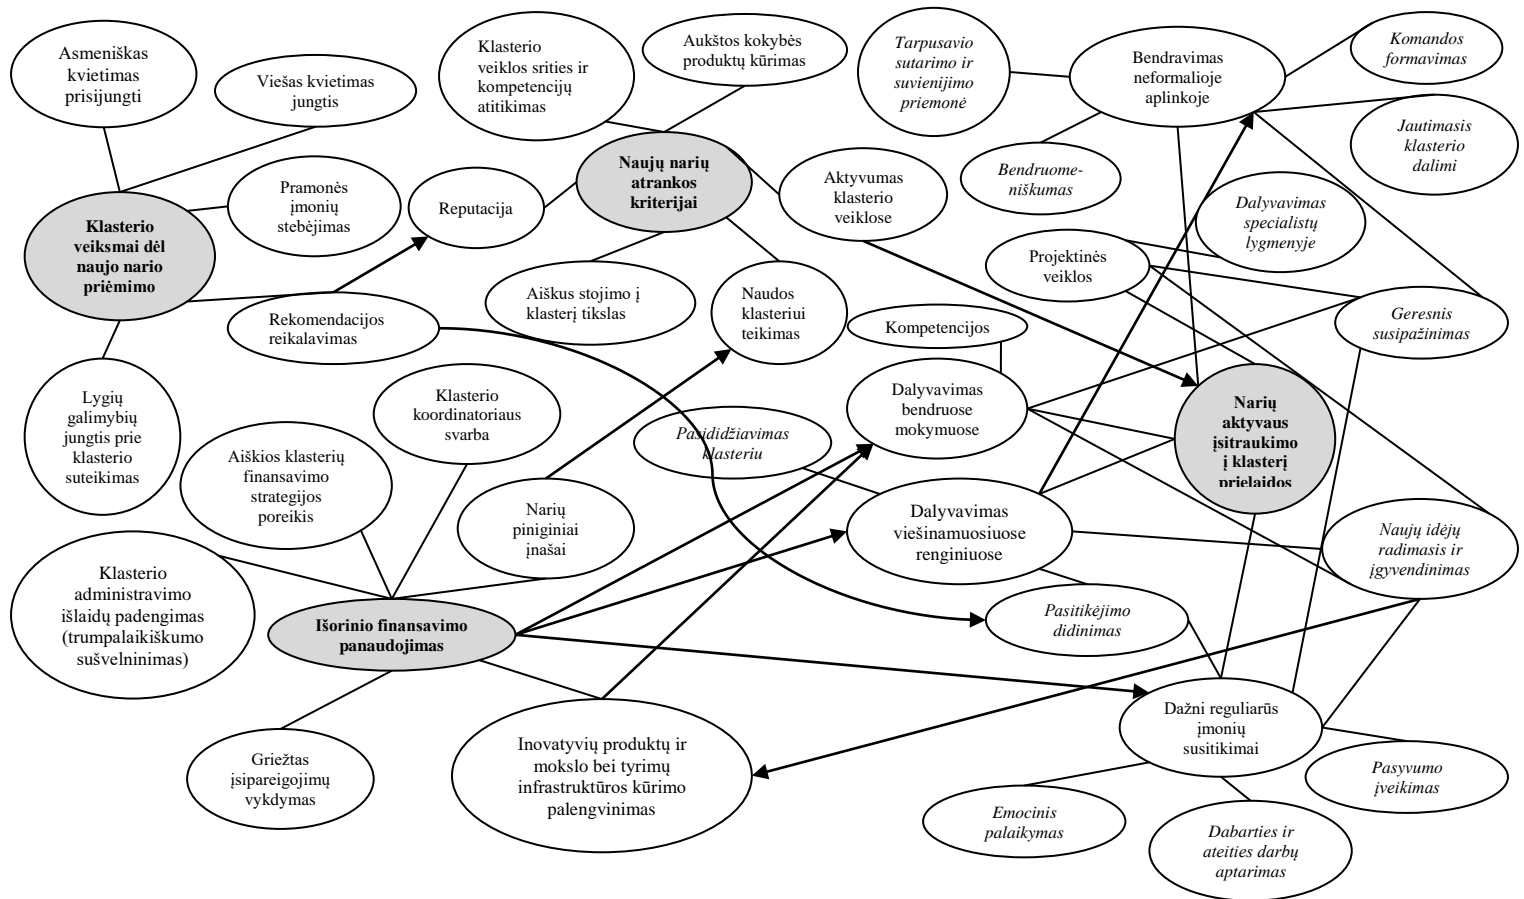 Asmeniškas
kvietimas
prisijungti
Viešas kvietimas
jungtis
Klasterio
veiklos srities ir
kompetencijų
atitikimas
Aukštos kokybės
produktų kūrimas
Tarpusavio
sutarimo ir
suvienijimo
priemonė
Bendravimas
neformalioje
aplinkoje
Komandos
formavimas
Jautimasis
klasterio
dalimi
Bendruome-
niškumas
Dalyvavimas
specialistų
lygmenyje
Klasterio
veiksmai dėl
naujo nario
priėmimo
Pramonės
įmonių
stebėjimas
Reputacija
Naujų narių
atrankos
kriterijai
Aktyvumas
klasterio
veiklose
Projektinės
veiklos
Geresnis
susipažinimas
Rekomendacijos
reikalavimas
Aiškus stojimo į
klasterį tikslas
Naudos
klasteriui
teikimas
Kompetencijos
Dalyvavimas
bendruose
mokymuose
Narių
aktyvaus
įsitraukimo
į klasterį
prielaidos
Lygių
galimybių
jungtis prie
klasterio
suteikimas
Aiškios klasterių
finansavimo
strategijos
poreikis
Klasterio
koordinatoriaus
svarba
Pasididžiavimas
klasteriu
Narių
piniginiai
įnašai
Dalyvavimas
viešinamuosiuose
renginiuose
Naujų idėjų
radimasis ir
įgyvendinimas
Klasterio
administravimo
išlaidų padengimas
(trumpalaikiškumo
sušvelninimas)
Išorinio finansavimo
panaudojimas
Pasitikėjimo
didinimas
Griežtas
įsipareigojimų
vykdymas
Inovatyvių produktų ir
mokslo bei tyrimų
infrastruktūros kūrimo
palengvinimas
Dažni reguliarūs
įmonių
susitikimai
Pasyvumo
įveikimas
Emocinis
palaikymas
Dabarties ir
ateities darbų
aptarimas